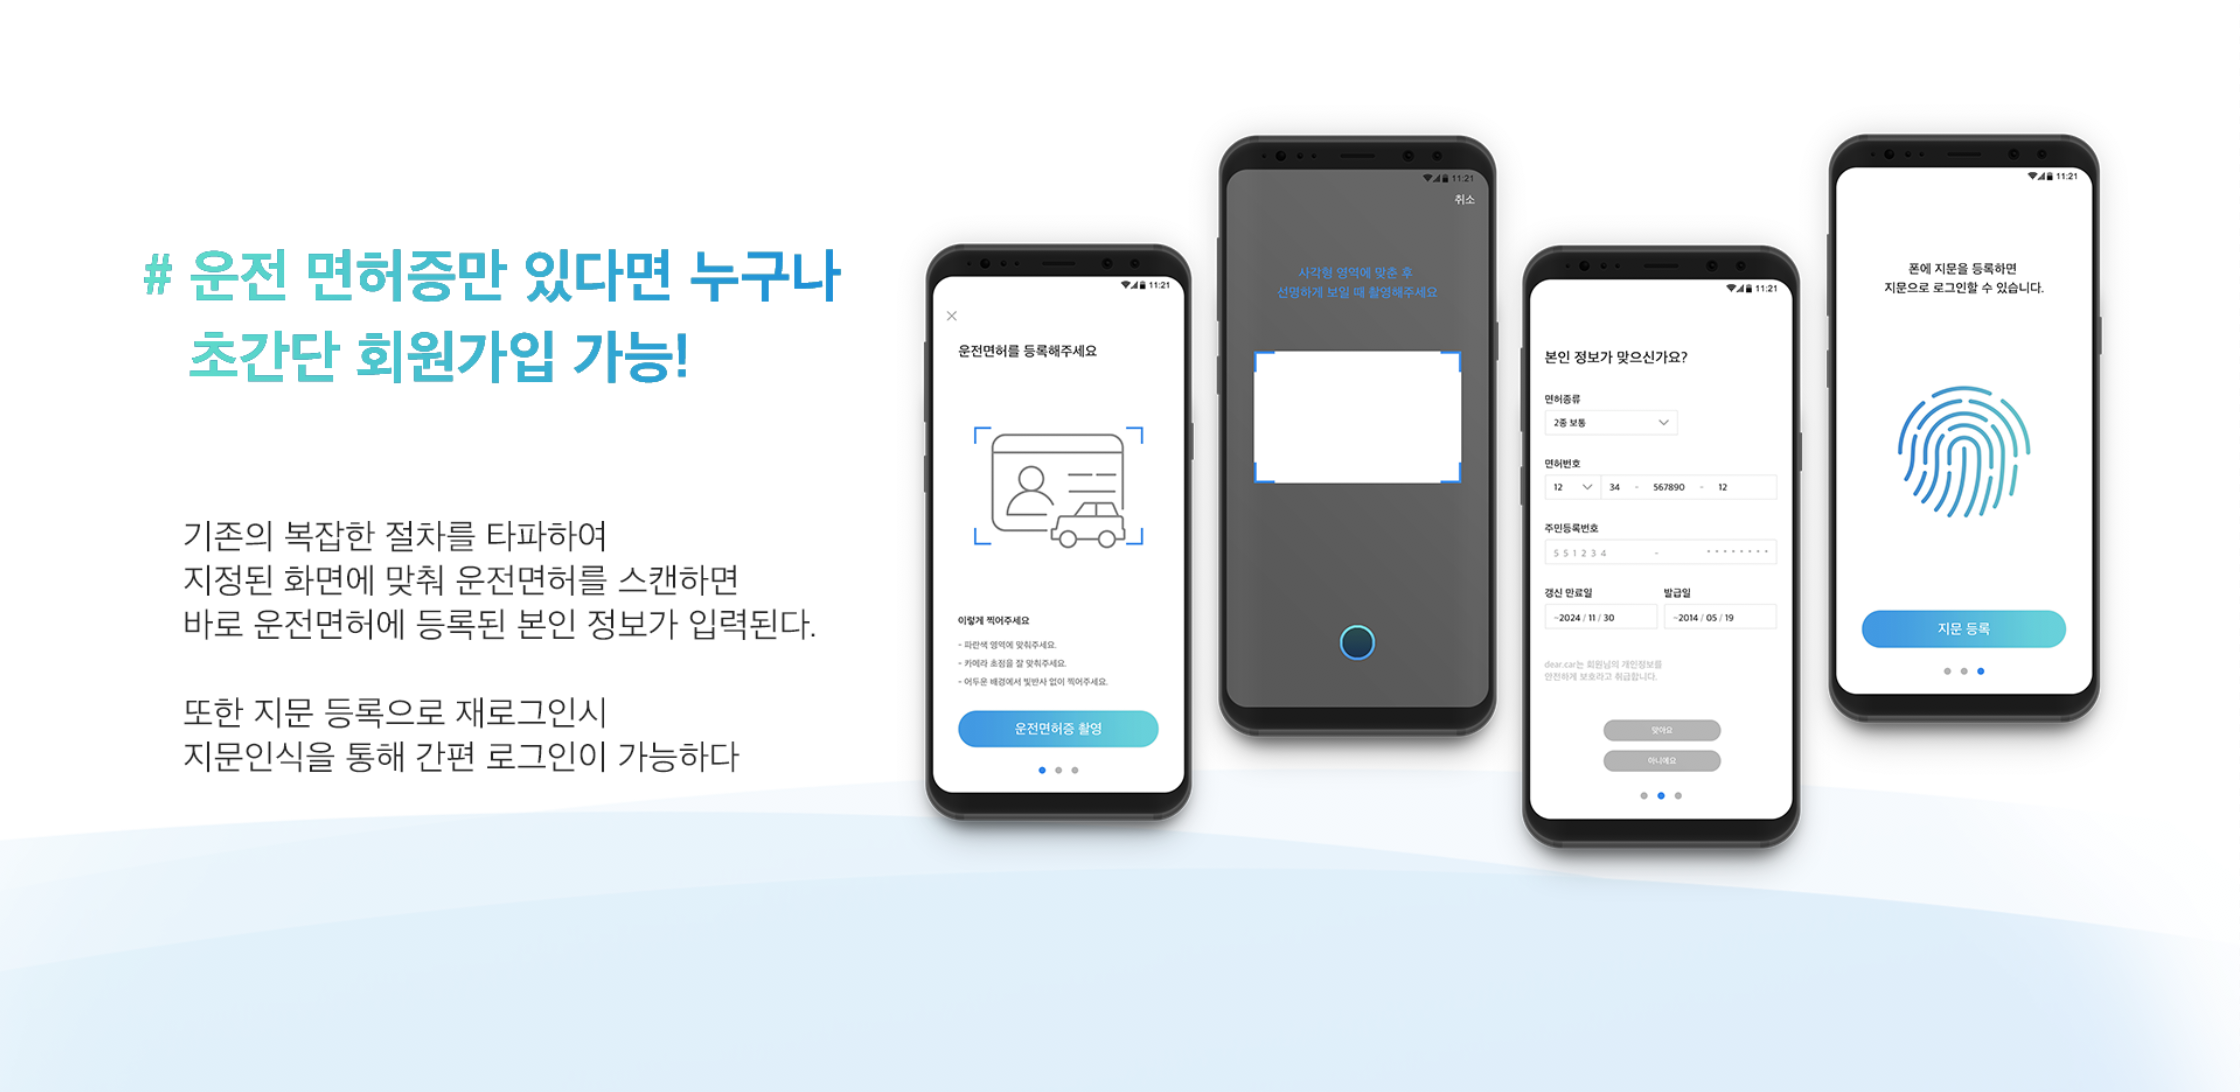 # 운전 면허증만 있다면 누구나
초간단 회원가입 가능!
기존의 복잡한 절차를 타파하여
지정된 화면에 맞춰 운전면허를 스캔하면
바로 운전면허에 등록된 본인 정보가 입력된다.
또한 지문 등록으로 재로그인시
지문인식을 통해 간편 로그인이 가능하다
11:21
운전면허를 등록해주세요
이렇게 찍어주세요
- 파란색 영역에 맞춰주세요.
- 카메라 초점을 잘 맞춰주세요.
- 어두운 배경에서 빛반사 없이 찍어주세요.
운전면허증 촬영
11:21
취소
사각형 영역에 맞춘 후
선명하게 보일 때 촬영해주세요
11:21
본인 정보가 맞으신가요?
면허종류
2종 보통
면허번호
12 34 - 567890 - 12
주민등록번호
5 5 1 2 3 4 - ••••••••
갱신 만료일 발급일
~2024 / 11 / 30 ~2014 / 05 / 19
dear.car는 회원님의 개인정보를
안전하게 보호라고 취급합니다.
맞아요
아니에요
11:21
폰에 지문을 등록하면
지문으로 로그인할 수 있습니다.
지문 등록